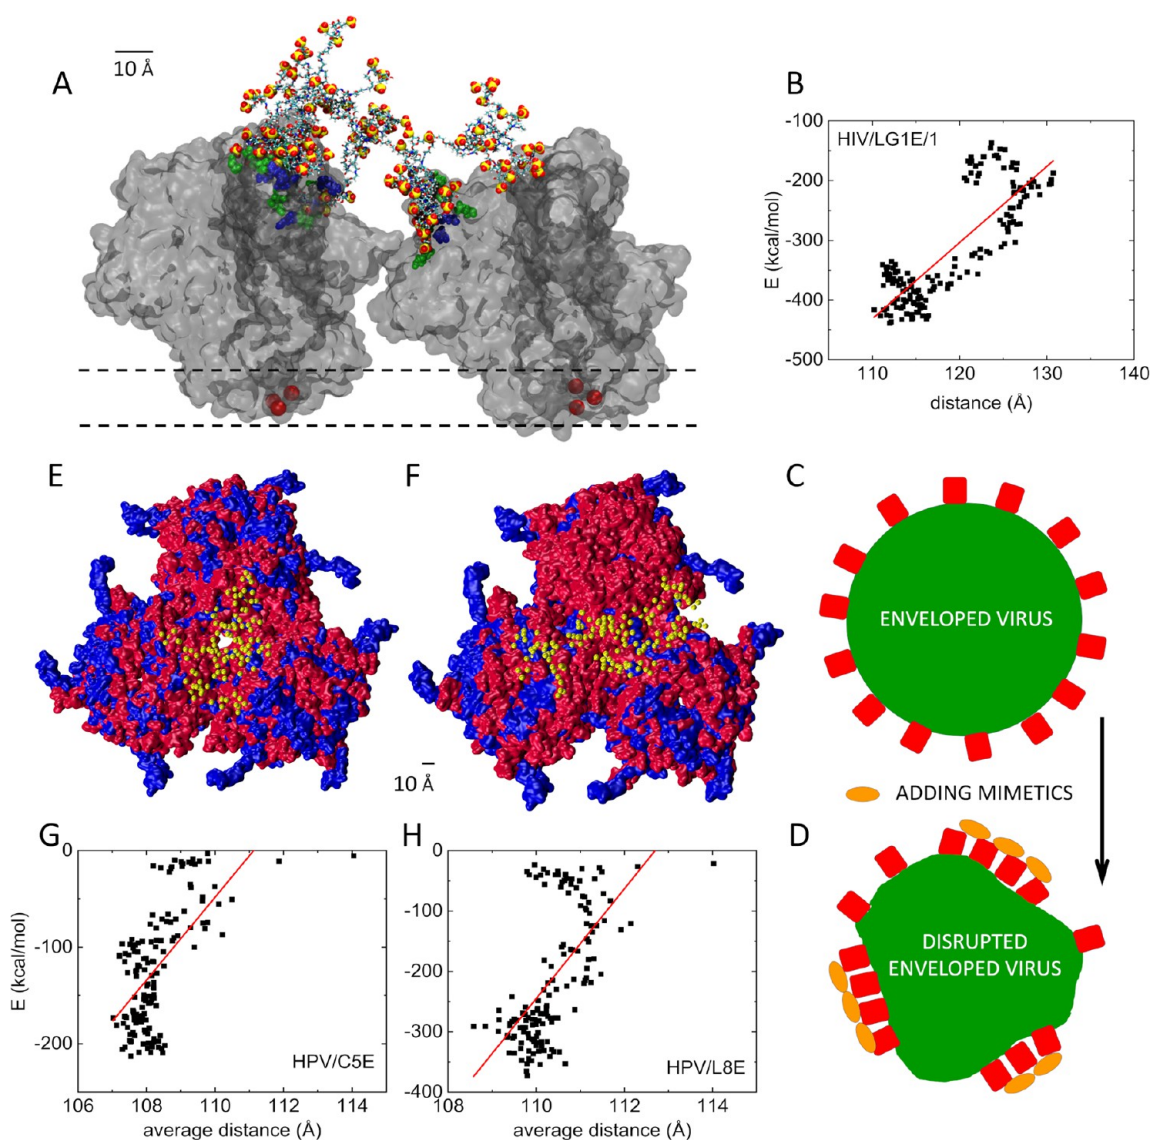 10 Å
A
B
HIV/LG1E/1
-100
-200
-300
-400
-500
E (kcal/mol)
110
120
130
140
distance (Å)
E
F
C
ENVELOPED VIRUS
10 Å
ADDING MIMETICS
G
H
D
0
-100
-200
E (kcal/mol)
HPV/C5E
106
108
110
112
114
average distance (Å)
0
-100
-200
-300
-400
HPV/L8E
108
110
112
114
average distance (Å)
DISRUPTED
ENVELOPED VIRUS